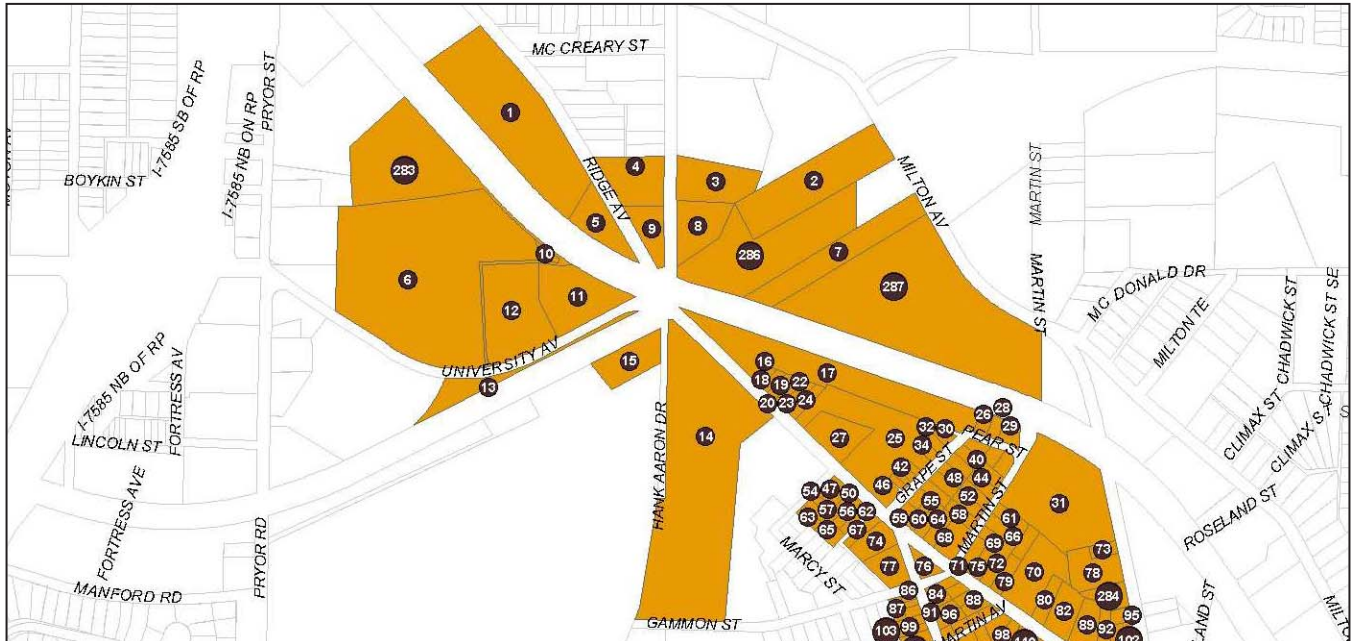 MC CREARY ST
I-7585 SB OF RP
PRYOR ST
I-7585 NB ON RP
BOYKIN ST
1
283
4
RIDGE AV
3
2
MILTON AV
MARTIN ST
5
9
8
10
286
7
6
287
MARTIN ST
MC DONALD DR
CHADWICK ST
CHADWICK ST SE
12
11
MILTON TE
UNIVERSITY AV
I-7585 NB OF RP
FORTRESS AV
15
16
17
18
19
22
13
20
23
24
26
28
29
CLIMAX ST
CLIMAX ST
LINCOLN ST
HANK AARON DR
14
27
25
32
30
34
PEAR ST
40
42
46
GRAPE ST
48
44
52
FORTRESS AVE
PRYOR RD
54
47
50
55
31
ROSELAND ST
63
57
56
62
59
60
64
58
MARTIN ST
61
65
67
68
69
66
74
73
MARCY ST
77
76
71
75
72
70
78
79
MANFORD RD
86
84
88
80
284
87
91
96
82
95
GAMMON ST
103
99
MARTIN AV
98
89
92